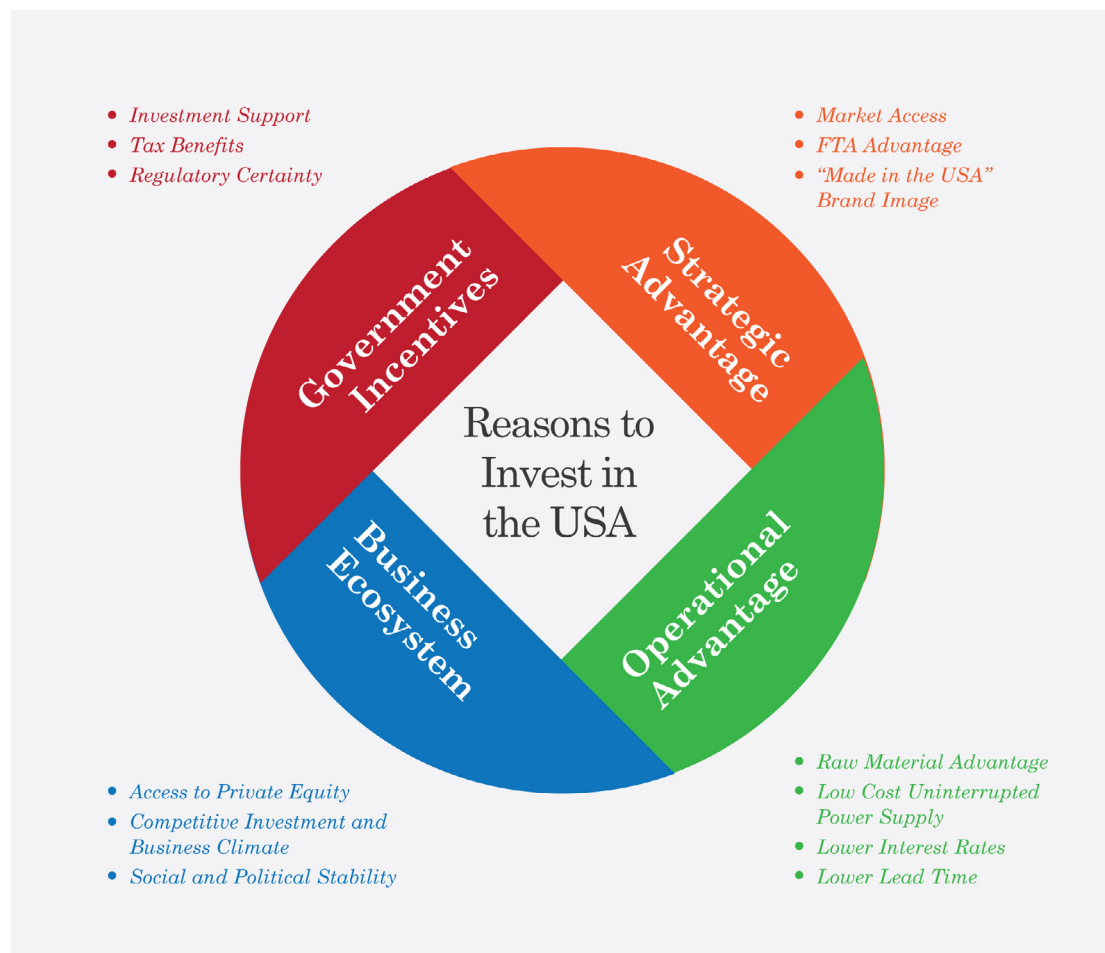 Investment Support
Tax Benefits
Regulatory Certainty
Market Access
FTA Advantage
“Made in the USA”
Brand Image
Government
Incentives
Strategic
Advantage
Reasons to
Invest in
the USA
Business
Ecosystem
Operational
Advantage
Access to Private Equity
Competitive Investment and
Business Climate
Social and Political Stability
Raw Material Advantage
Low Cost Uninterrupted
Power Supply
Lower Interest Rates
Lower Lead Time